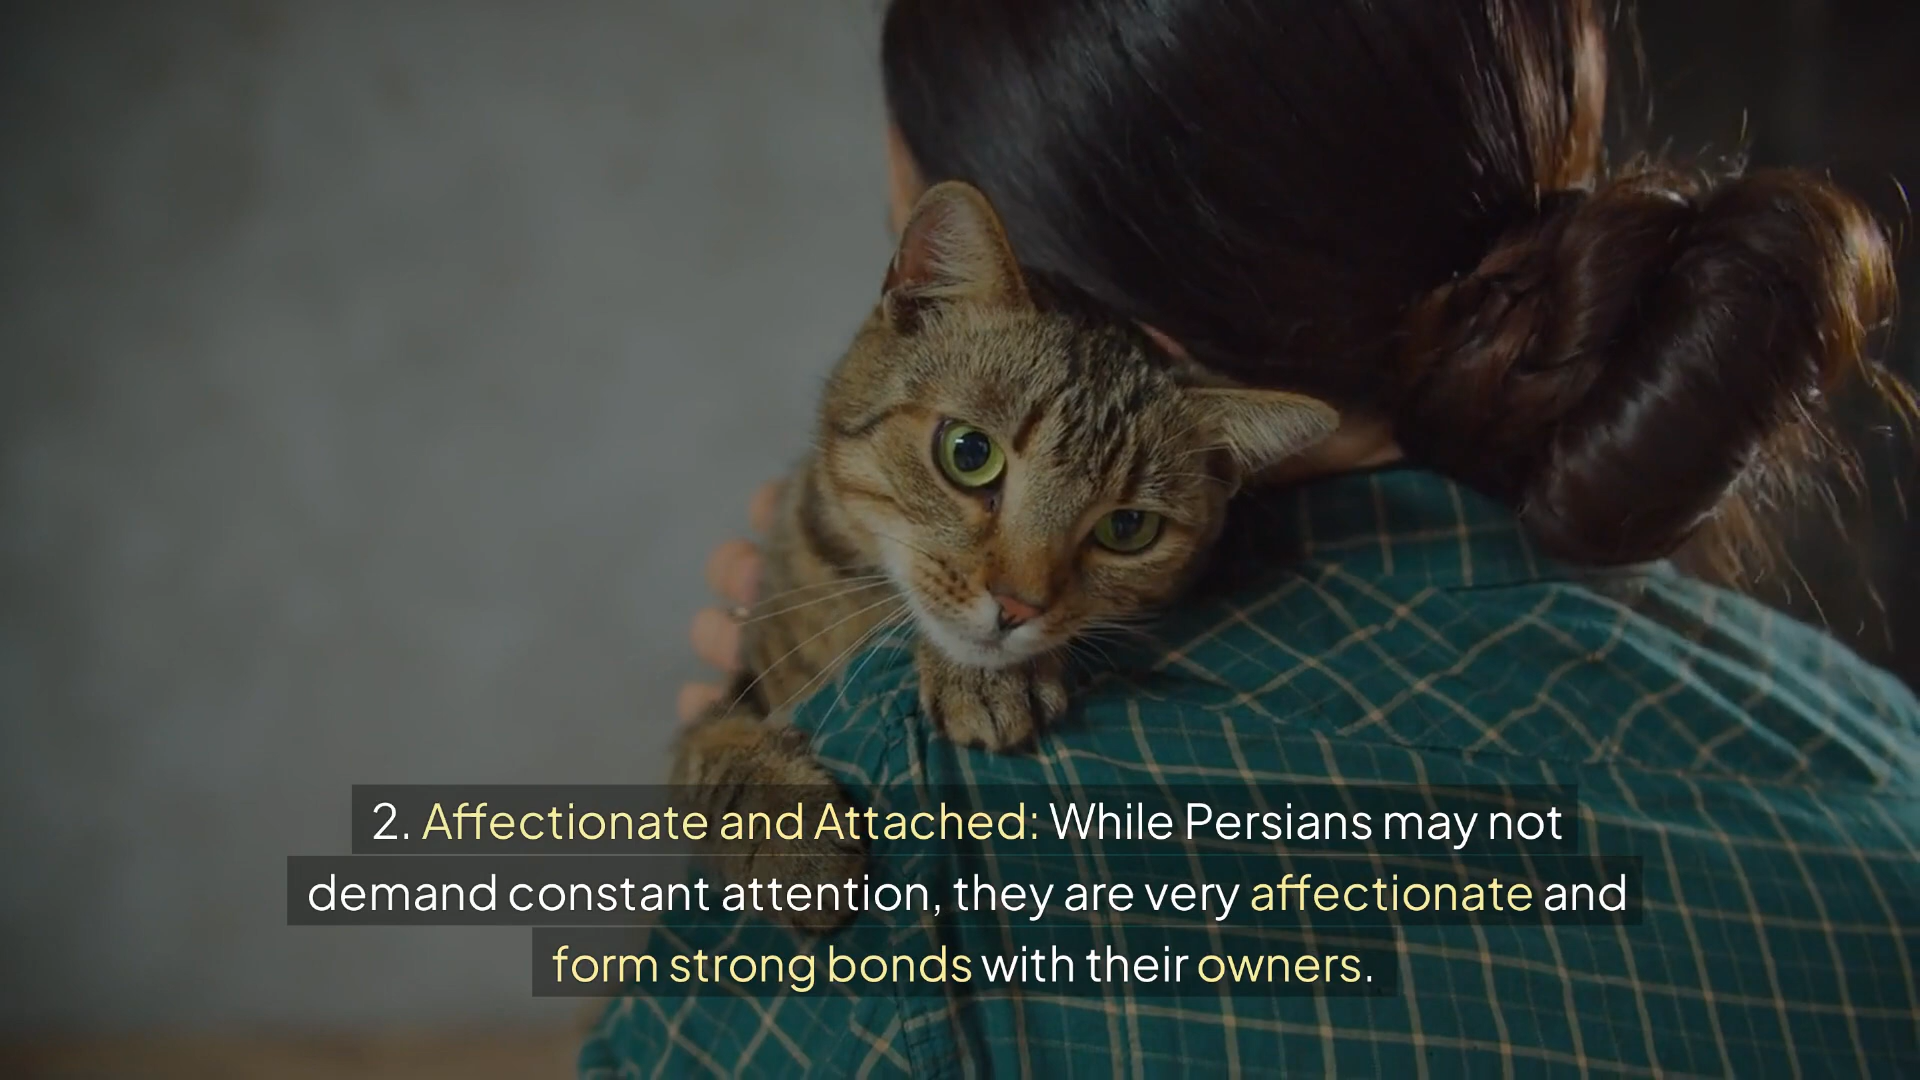 2. Affectionate and Attached: While Persians may not
demand constant attention, they are very affectionate and
form strong bonds with their owners.